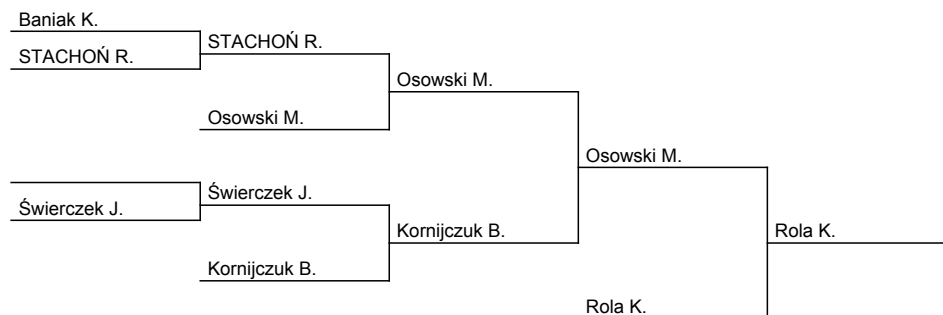 Baniak K.
STACHOŃ R.
STACHOŃ R.
Osowski M.
Osowski M.
Osowski M.
Świerczek J.
Świerczek J.
Kornijczuk B.
Rola K.
Kornijczuk B.
Rola K.